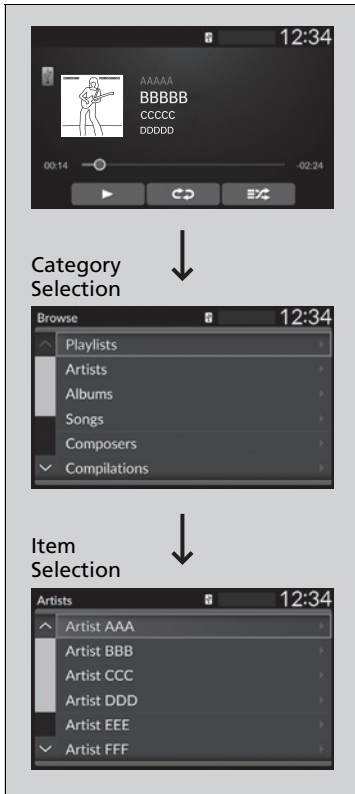 12:34
AAAAA
BBBBB
CCCCC
DDDDD
00:14
-02:24
Category
Selection
Browse 12:34
Playlists
Artists
Albums
Songs
Composers
Compilations
Item
Selection
Artists 12:34
Artist AAA
Artist BBB
Artist CCC
Artist DDD
Artist EEE
Artist FFF